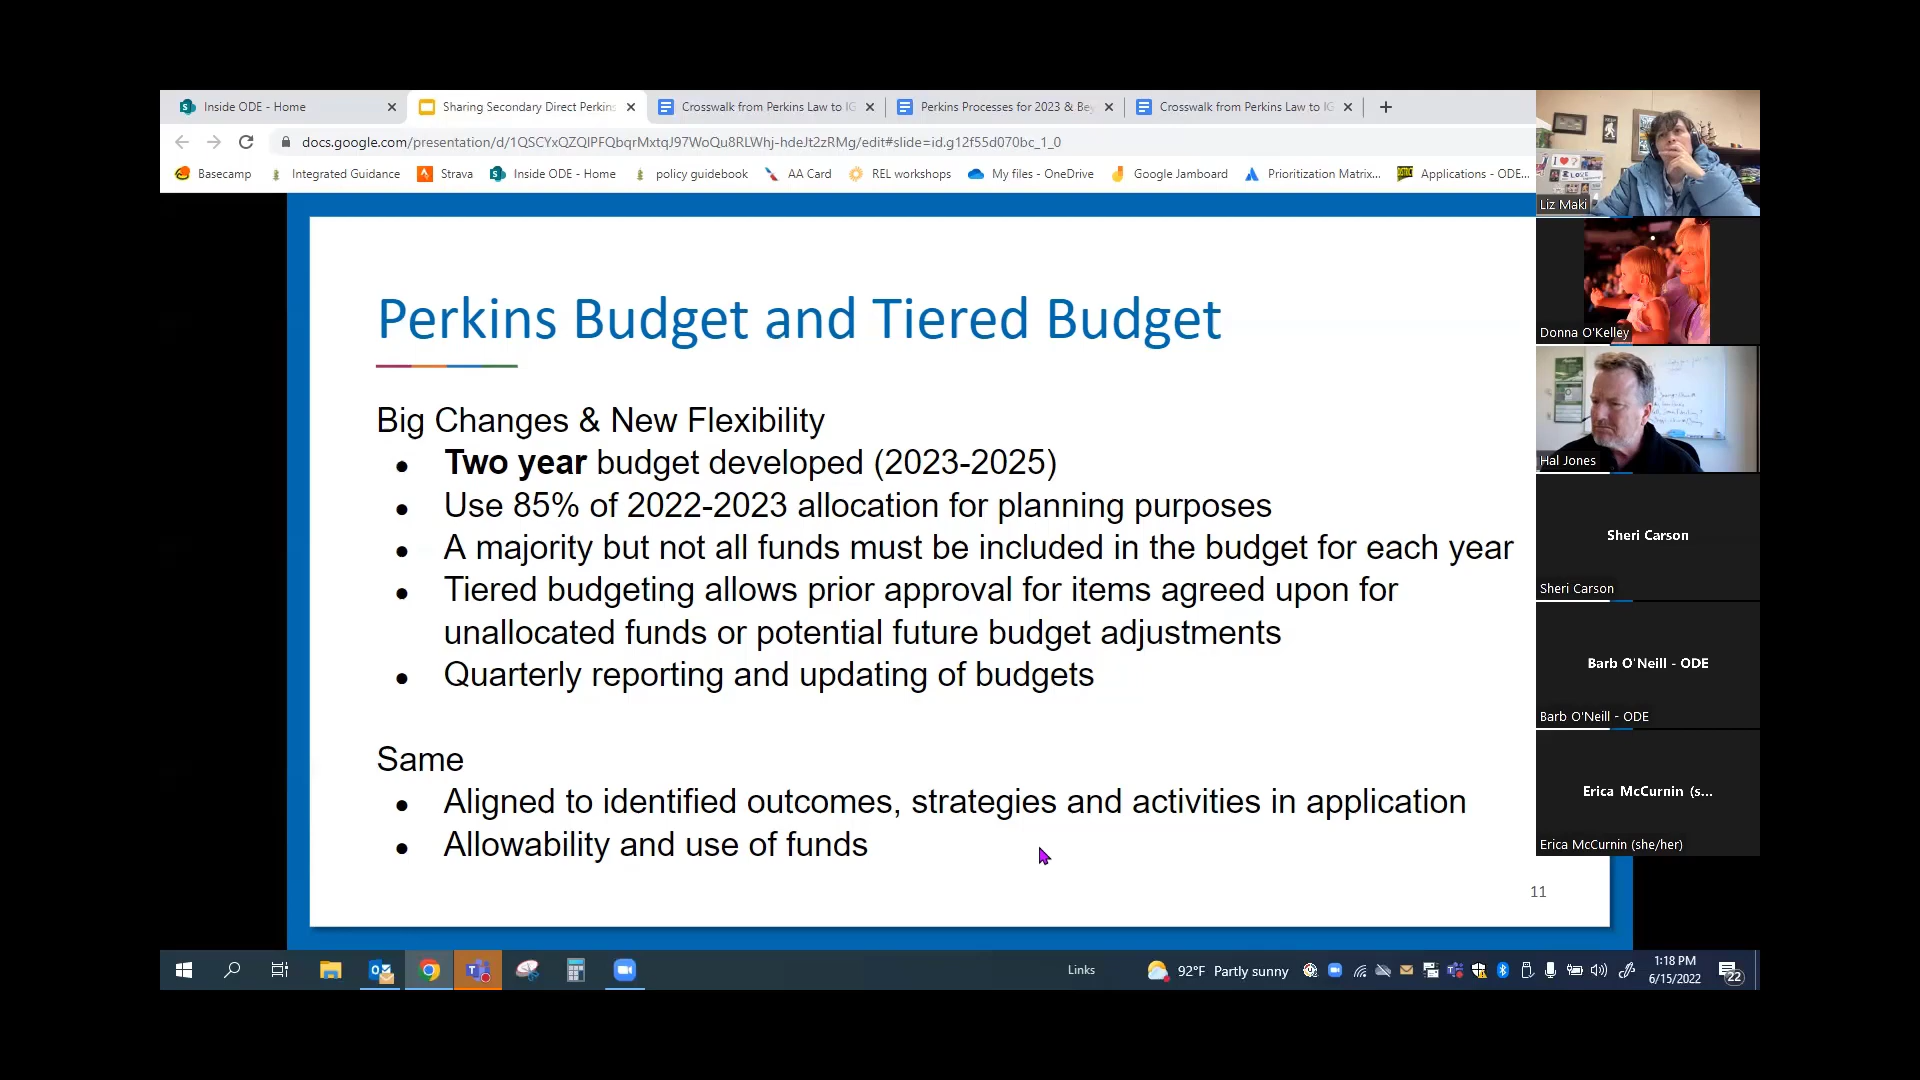 Inside ODE - Home
Sharing Secondary Direct Perkins
Crosswalk from Perkins Law to IG
Perkins Processes for 2023 & Bey
Crosswalk from Perkins Law to IG
docs.google.com/presentation/d/1QSCYxQZQlPFQbqrMxtqJ97WoQu8RLWhj-hdeJt2zRMg/edit#slide=id.g12f55d070bc_1_0
Basecamp
Integrated Guidance
Strava
Inside ODE - Home
policy guidebook
AA Card
REL workshops
My files - OneDrive
Google Jamboard
Prioritization Matrix...
Applications - ODE...
Perkins Budget and Tiered Budget
Big Changes & New Flexibility
● Two year budget developed (2023-2025)
● Use 85% of 2022-2023 allocation for planning purposes
● A majority but not all funds must be included in the budget for each year
● Tiered budgeting allows prior approval for items agreed upon for
unallocated funds or potential future budget adjustments
● Quarterly reporting and updating of budgets
Same
● Aligned to identified outcomes, strategies and activities in application
● Allowability and use of funds
11
Liz Maki
Donna O'Kelley
Hal Jones
Sheri Carson
Sheri Carson
Barb O'Neill - ODE
Barb O'Neill - ODE
Erica McCurnin (s...
Erica McCurnin (she/her)
Links
92°F Partly sunny
1:18 PM
6/15/2022
22